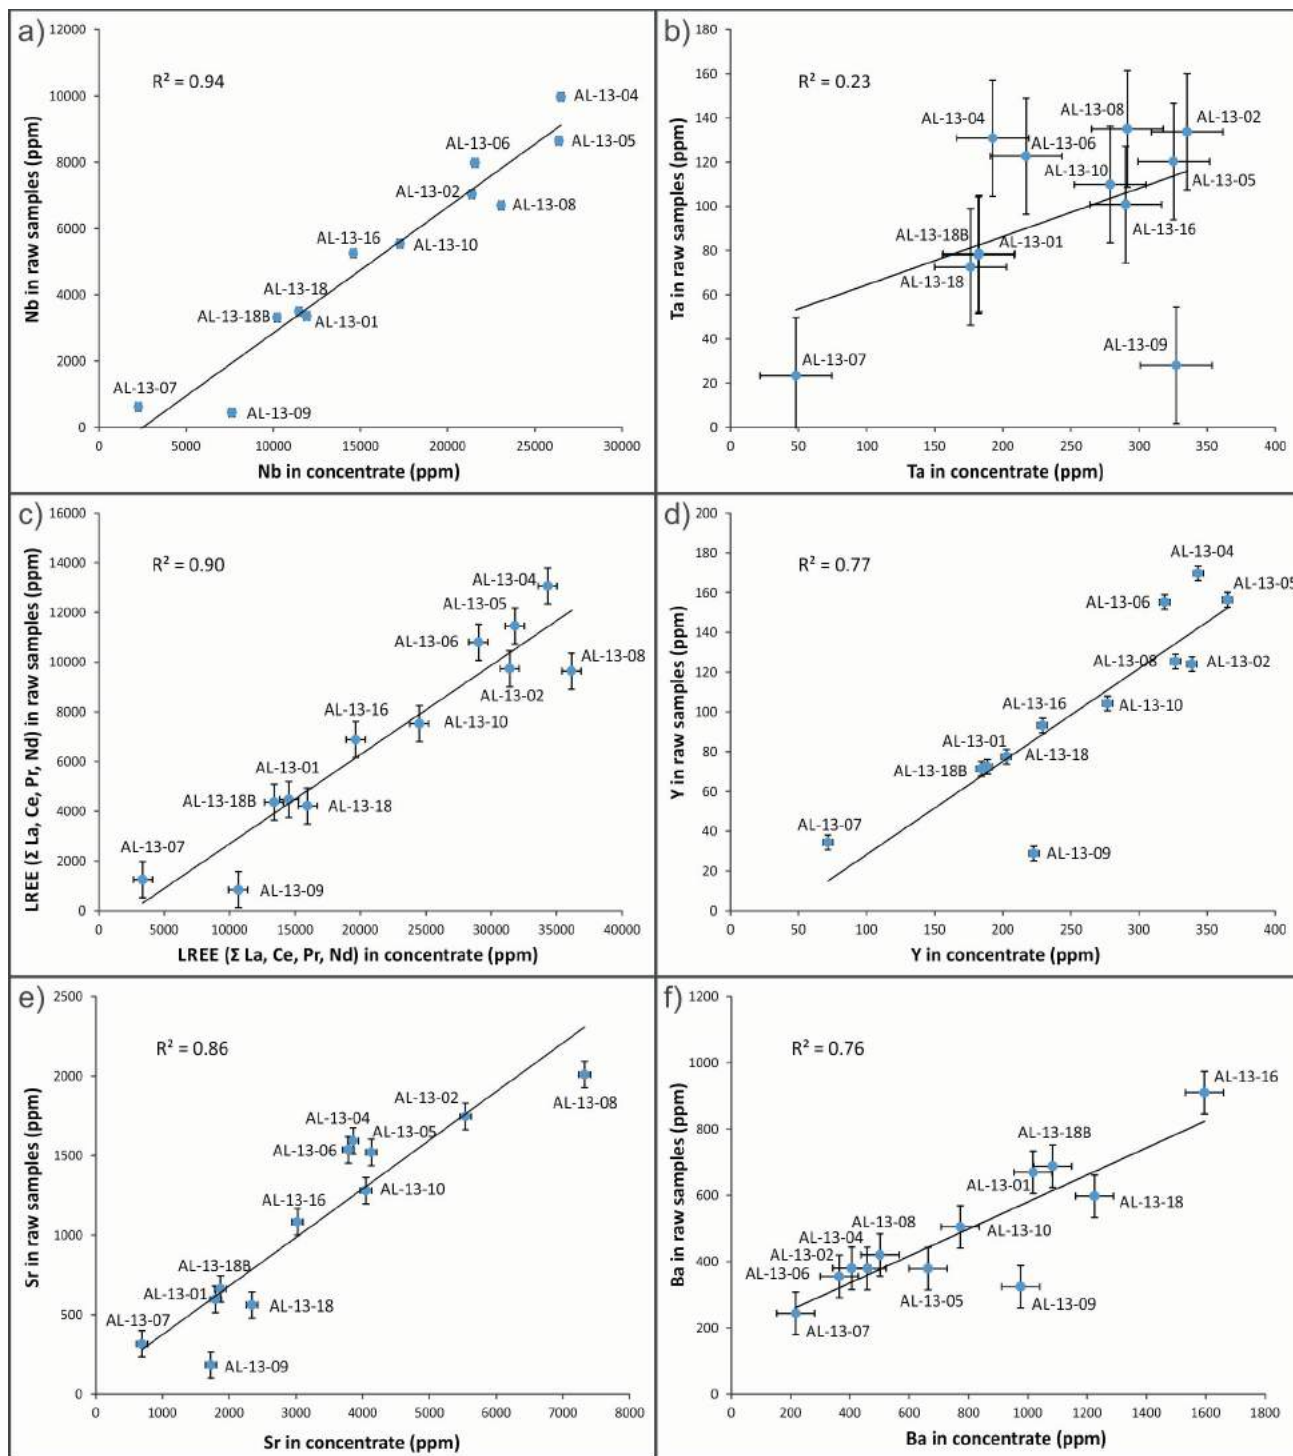 a)
12000
10000
8000
6000
4000
2000
0
0
5000
10000
15000
20000
25000
30000
Nb in raw samples (ppm)
Nb in concentrate (ppm)
R² = 0.94
AL-13-04
AL-13-05
AL-13-06
AL-13-02
AL-13-08
AL-13-16
AL-13-10
AL-13-18
AL-13-18B
AL-13-01
AL-13-07
AL-13-09
b)
180
160
140
120
100
80
60
40
20
0
0
50
100
150
200
250
300
350
400
Ta in raw samples (ppm)
Ta in concentrate (ppm)
R² = 0.23
AL-13-08
AL-13-02
AL-13-04
AL-13-06
AL-13-10
AL-13-05
AL-13-16
AL-13-18B
AL-13-01
AL-13-18
AL-13-07
AL-13-09
c)
16000
14000
12000
10000
8000
6000
4000
2000
0
0
5000
10000
15000
20000
25000
30000
35000
40000
LREE (Σ La, Ce, Pr, Nd) in raw samples (ppm)
LREE (Σ La, Ce, Pr, Nd) in concentrate (ppm)
R² = 0.90
AL-13-04
AL-13-05
AL-13-06
AL-13-08
AL-13-02
AL-13-16
AL-13-10
AL-13-01
AL-13-18B
AL-13-18
AL-13-07
AL-13-09
d)
200
180
160
140
120
100
80
60
40
20
0
0
50
100
150
200
250
300
350
400
Y in raw samples (ppm)
Y in concentrate (ppm)
R² = 0.77
AL-13-04
AL-13-05
AL-13-06
AL-13-08
AL-13-02
AL-13-16
AL-13-10
AL-13-01
AL-13-18
AL-13-18B
AL-13-07
AL-13-09
e)
2500
2000
1500
1000
500
0
0
1000
2000
3000
4000
5000
6000
7000
8000
Sr in raw samples (ppm)
Sr in concentrate (ppm)
R² = 0.86
AL-13-02
AL-13-08
AL-13-04
AL-13-05
AL-13-06
AL-13-10
AL-13-16
AL-13-18B
AL-13-01
AL-13-18
AL-13-07
AL-13-09
f)
1200
1000
800
600
400
200
0
0
200
400
600
800
1000
1200
1400
1600
1800
Ba in raw samples (ppm)
Ba in concentrate (ppm)
R² = 0.76
AL-13-16
AL-13-18B
AL-13-01
AL-13-18
AL-13-08
AL-13-10
AL-13-04
AL-13-02
AL-13-06
AL-13-05
AL-13-09
AL-13-07